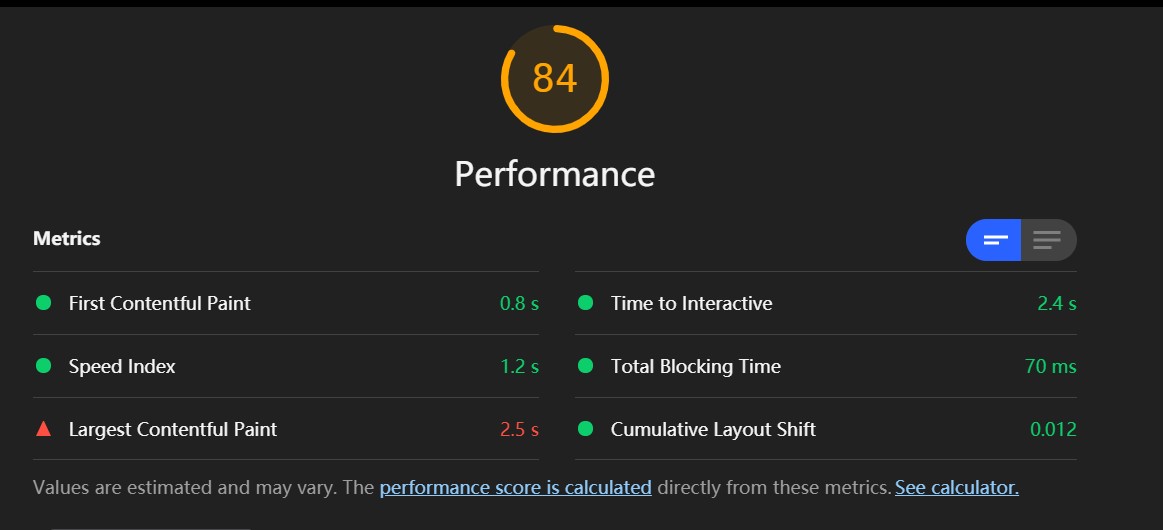 84
Performance
Metrics
First Contentful Paint 0.8 s
Time to Interactive 2.4 s
Speed Index 1.2 s
Total Blocking Time 70 ms
Largest Contentful Paint 2.5 s
Cumulative Layout Shift 0.012
Values are estimated and may vary. The performance score is calculated directly from these metrics. See calculator.